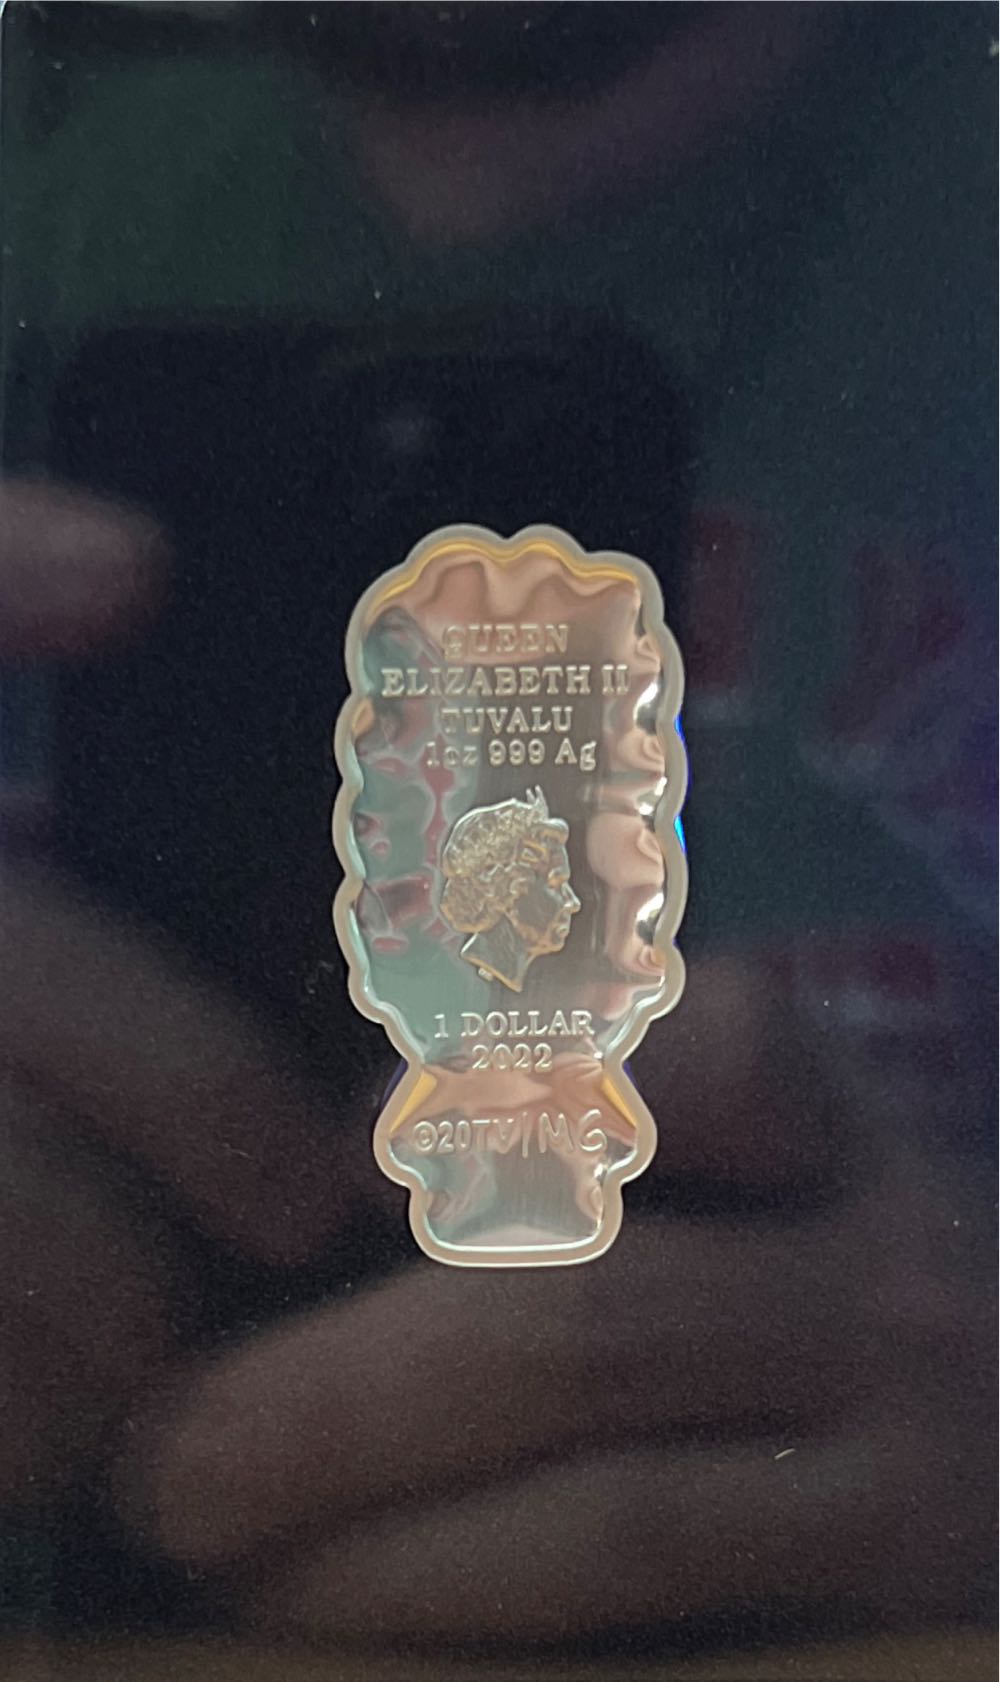 QUEEN
ELIZABETH II
TUVALU
1oz 999 Ag
1 DOLLAR
2022
©20TV/MG